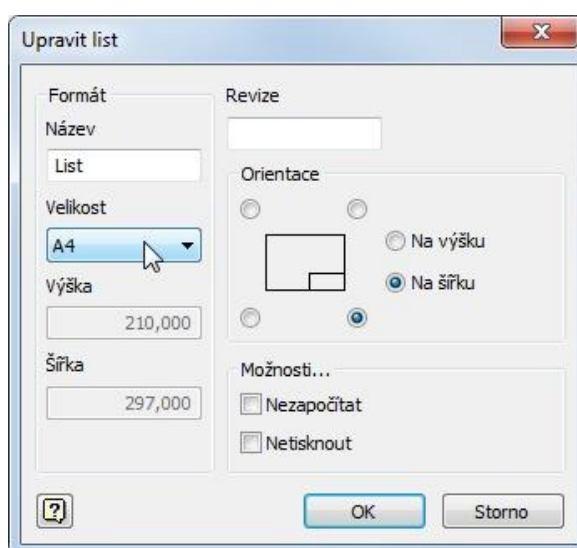 Upravit list
Formát
Název
List
Velikost
A4
Výška
210,000
Šířka
297,000
Revize
Orientace
Na výšku
Na šířku
Možnosti...
Nezapočítat
Netisknout
?
OK
Storno